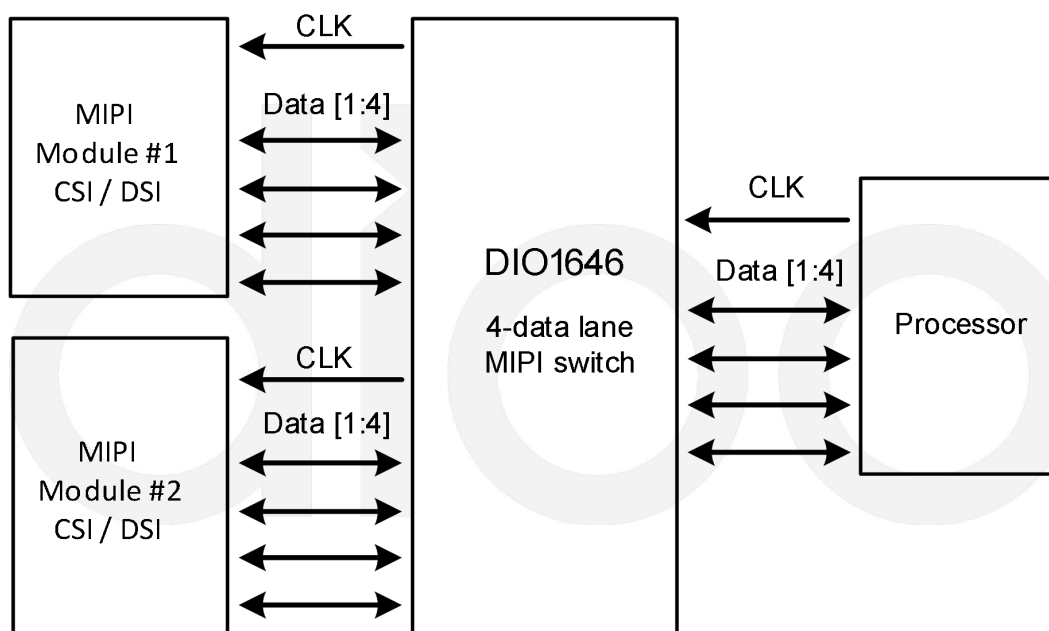 CLK
MIPI
Module #1
CSI / DSI
Data [1:4]
CLK
Data [1:4]
DIO1646
4-data lane
MIPI switch
Processor
CLK
Data [1:4]
MIPI
Module #2
CSI / DSI
dioo